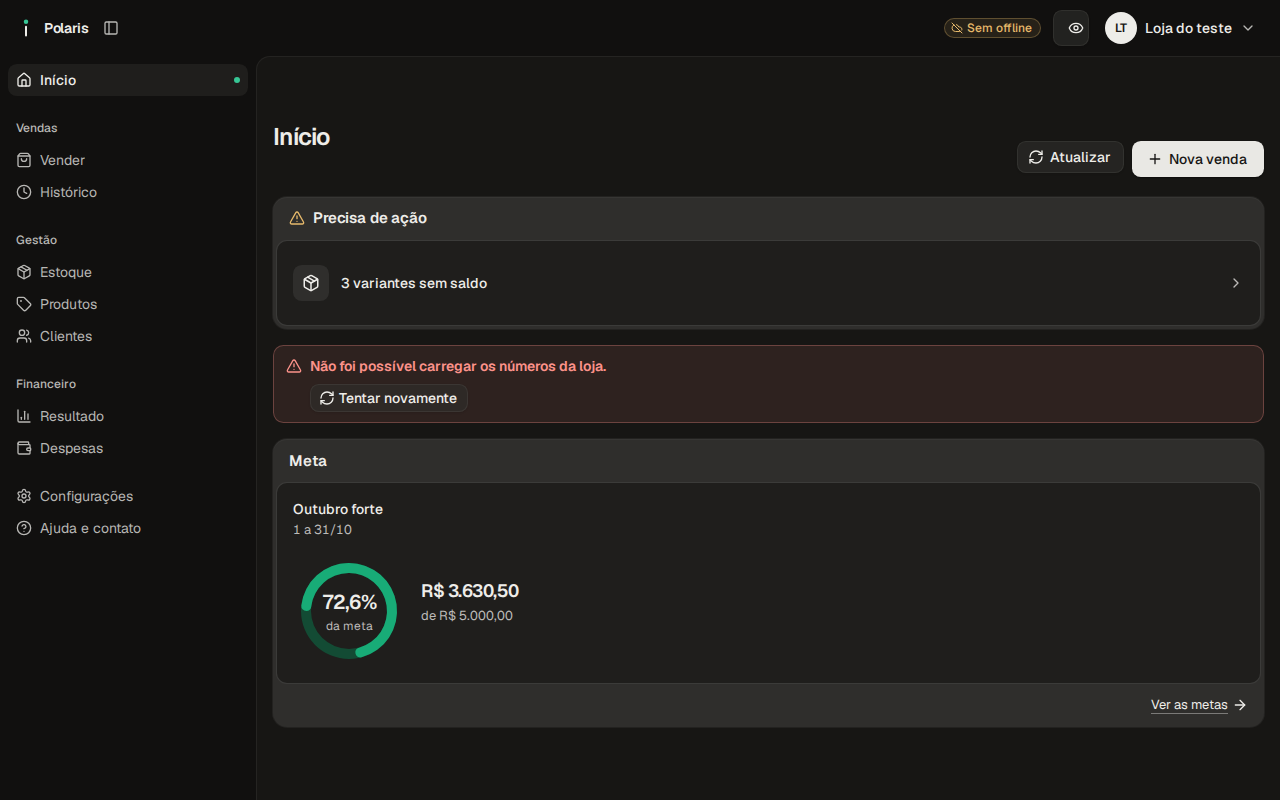 Polaris
Sem offline
LT
Loja do teste
Início
Vendas
Vender
Histórico
Gestão
Estoque
Produtos
Clientes
Financeiro
Resultado
Despesas
Configurações
Ajuda e contato
Início
Atualizar
Nova venda
Precisa de ação
3 variantes sem saldo
Não foi possível carregar os números da loja.
Tentar novamente
Meta
Outubro forte
1 a 31/10
72,6%
da meta
R$ 3.630,50
de R$ 5.000,00
Ver as metas